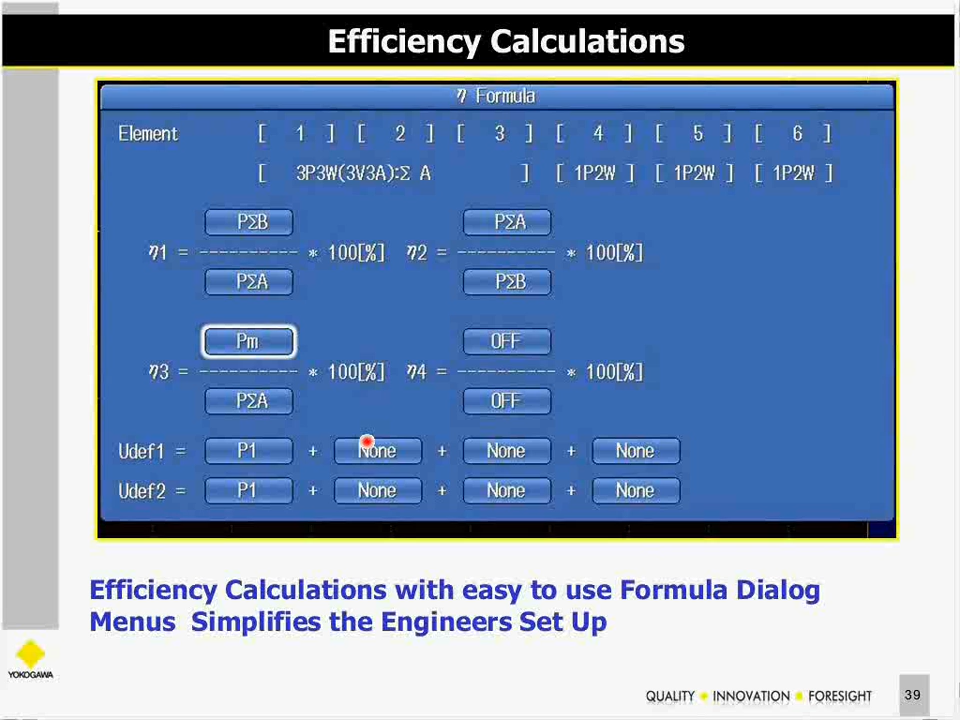 Efficiency Calculations
η Formula
Element [ 1 ] [ 2 ] [ 3 ] [ 4 ] [ 5 ] [ 6 ]
[ 3P3W(3V3A):Σ A ] [ 1P2W ] [ 1P2W ] [ 1P2W ]
PΣB PΣA
η1 = ---------- * 100[%] η2 = ---------- * 100[%]
PΣA PΣB
Pm OFF
η3 = ---------- * 100[%] η4 = ---------- * 100[%]
PΣA OFF
Udef1 = P1 + None + None + None
Udef2 = P1 + None + None + None
Efficiency Calculations with easy to use Formula Dialog
Menus Simplifies the Engineers Set Up
YOKOGAWA
QUALITY INNOVATION FORESIGHT 39